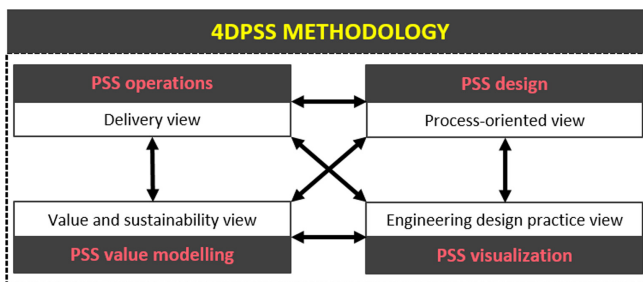 4DPSS METHODOLOGY
PSS operations
Delivery view
PSS design
Process-oriented view
Value and sustainability view
PSS value modelling
Engineering design practice view
PSS visualization